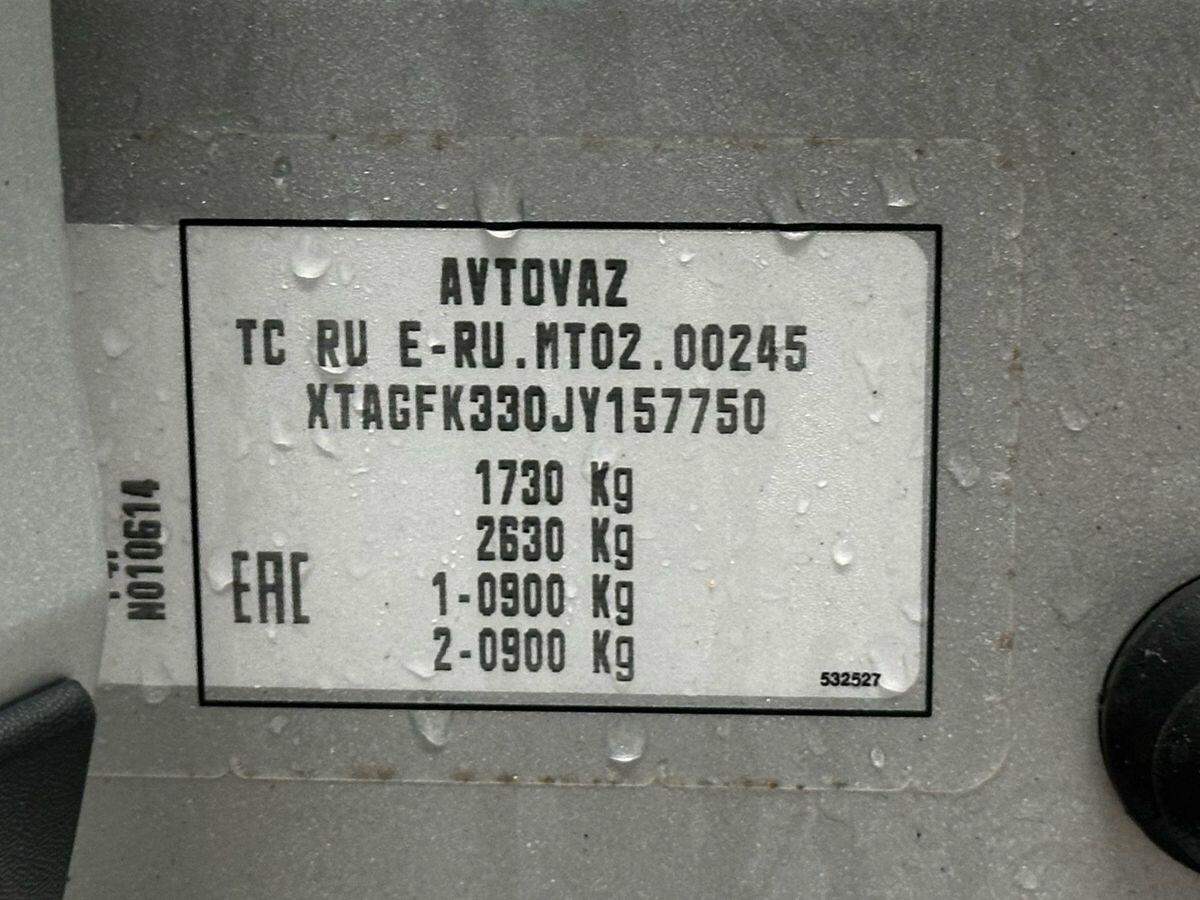 AVTOVAZ
TC RU E-RU.MT02.00245
XTAGFK330JY157750
1730 Kg
2630 Kg
1-0900 Kg
2-0900 Kg
EAC
532527
N010614